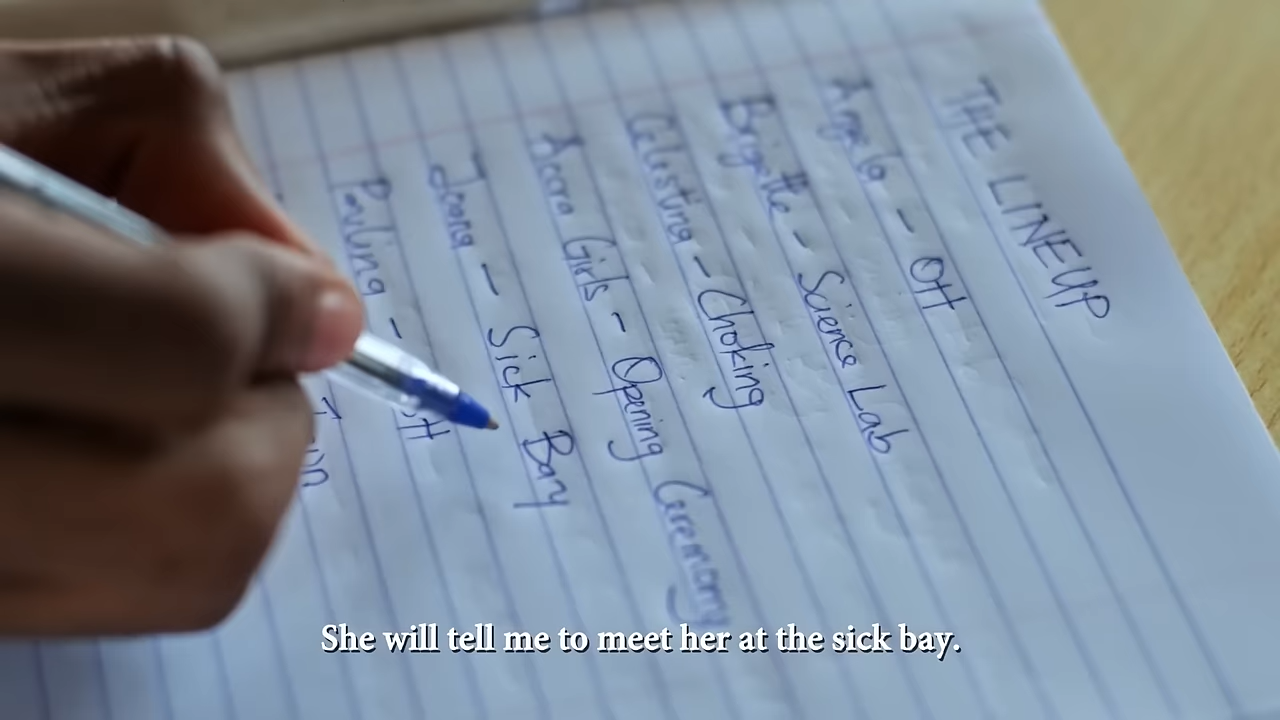 THE LINEUP
Angela - Off
Brigette - Science Lab
Celestina - Choking
Accra Girls - Opening Ceremony
Jeana - Sick Bay
Pauling -
She will tell me to meet her at the sick bay.